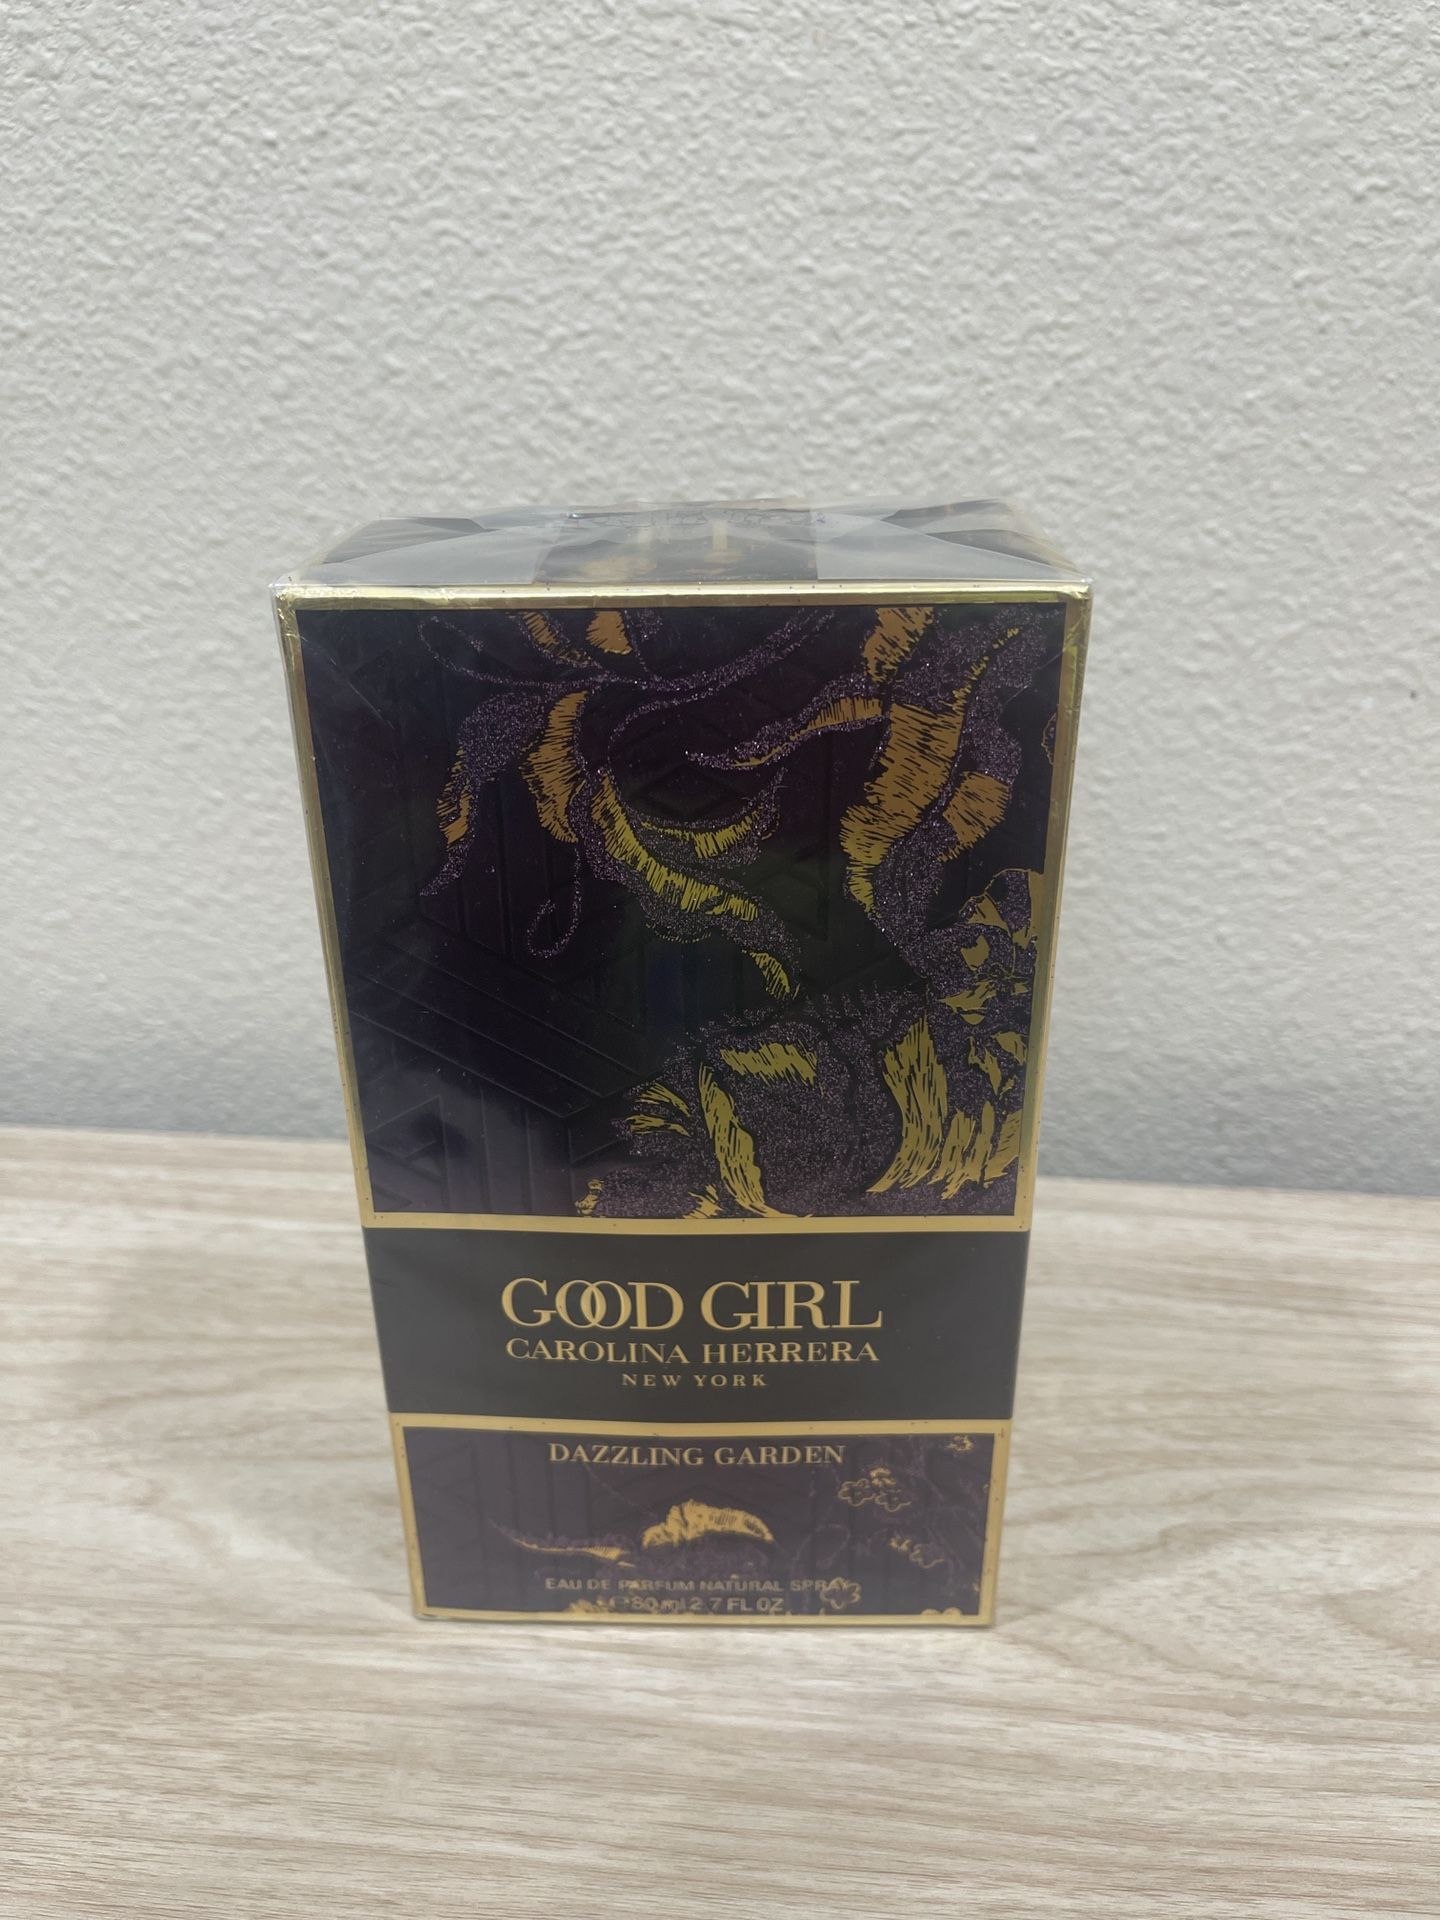 GOOD GIRL
CAROLINA HERRERA
NEW YORK
DAZZLING GARDEN
EAU DE PARFUM NATURAL SPRAY
℮ 80 ml 2.7 FL OZ